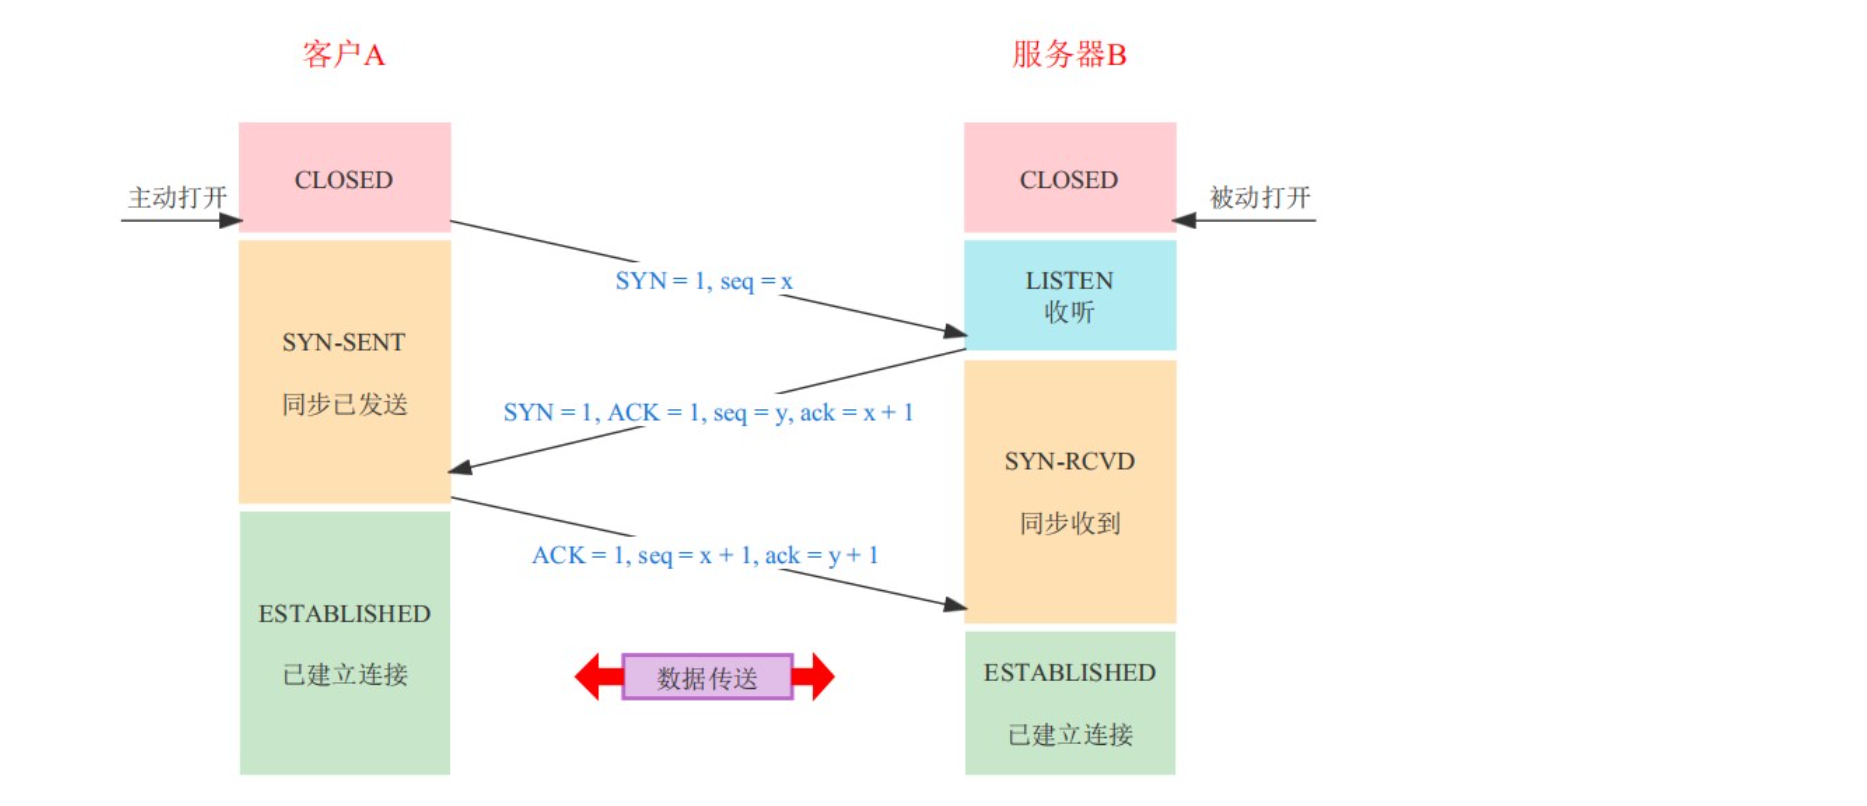 客户A
服务器B
CLOSED
CLOSED
主动打开
被动打开
SYN = 1, seq = x
LISTEN
收听
SYN-SENT
同步已发送
SYN = 1, ACK = 1, seq = y, ack = x + 1
SYN-RCVD
同步收到
ACK = 1, seq = x + 1, ack = y + 1
ESTABLISHED
已建立连接
数据传送
ESTABLISHED
已建立连接